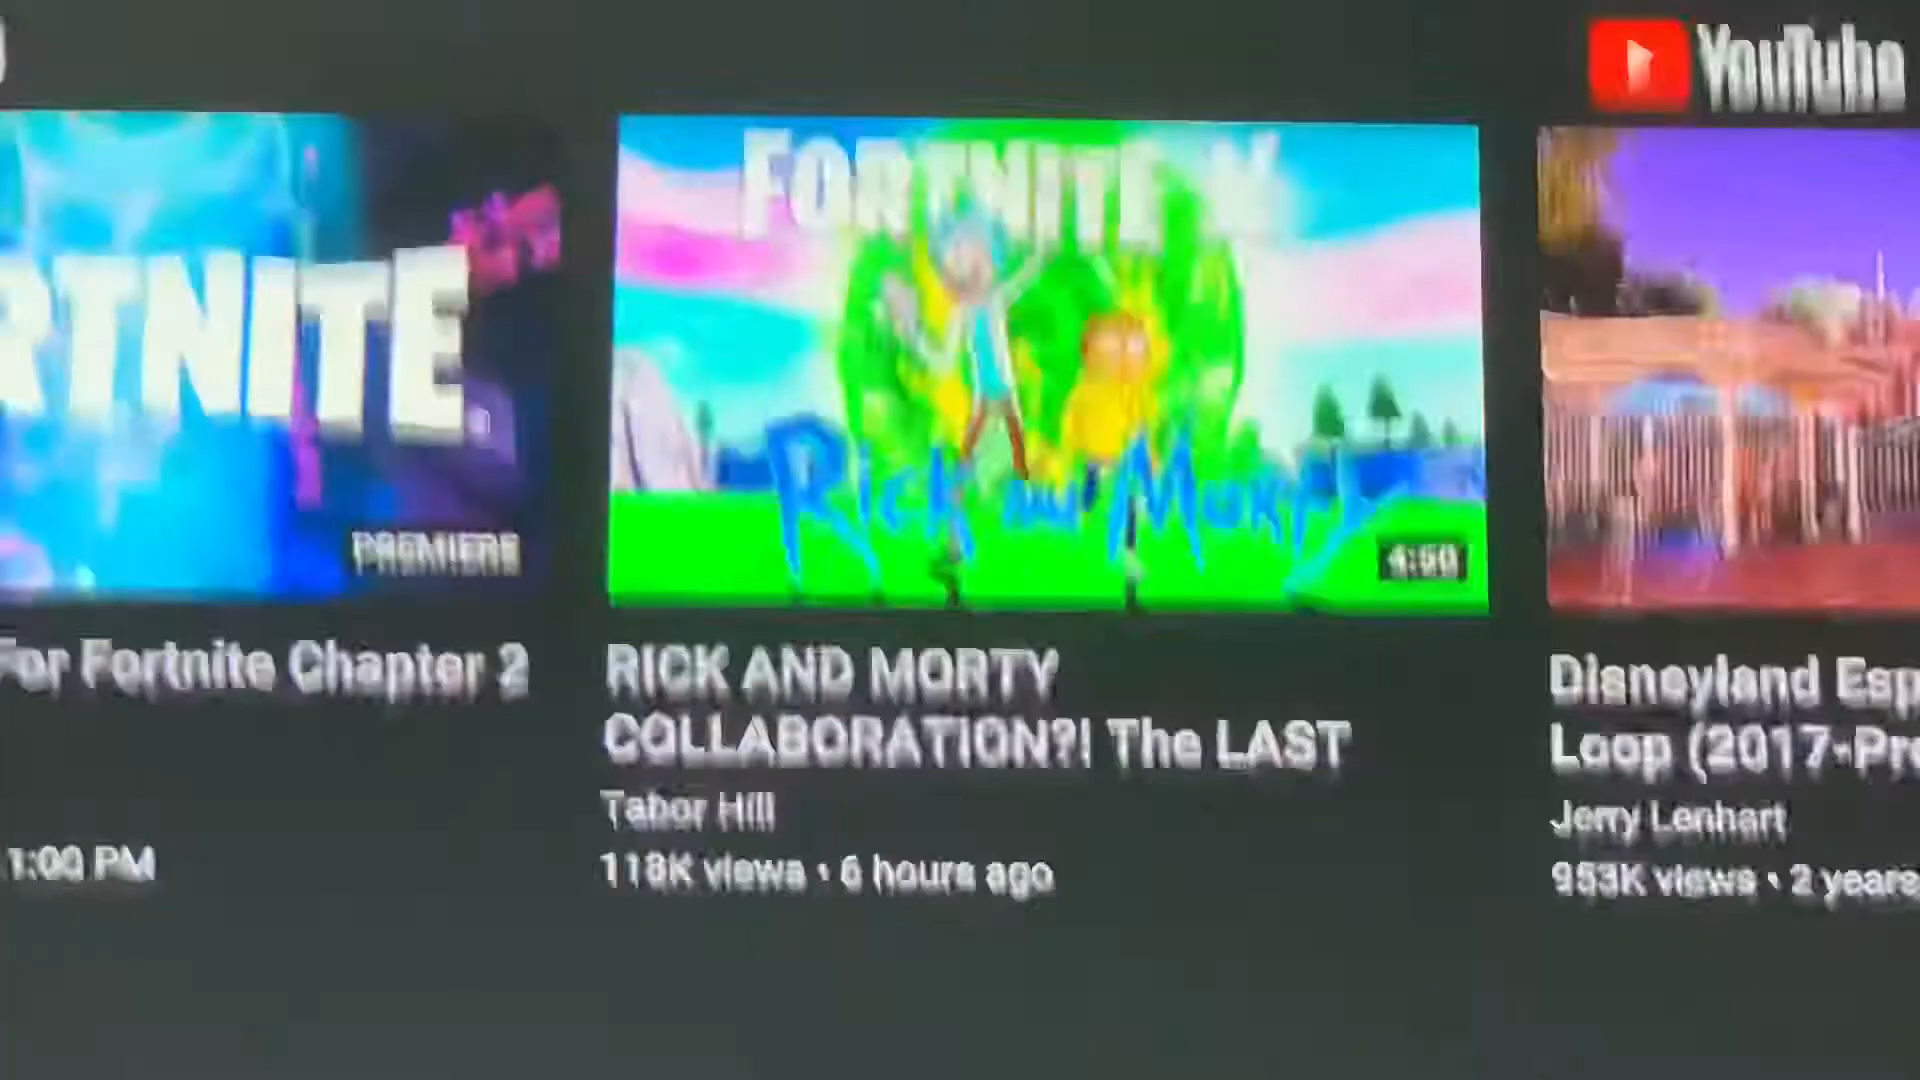 YouTube
RTNITE
PREMIERE
For Fortnite Chapter 2
1:00 PM
FORTNITE N'
RICK AND MORTY
4:50
RICK AND MORTY
COLLABORATION?! The LAST
Tabor Hill
118K views • 6 hours ago
Disneyland Esp
Loop (2017-Pre
Jerry Lenhart
953K views • 2 years